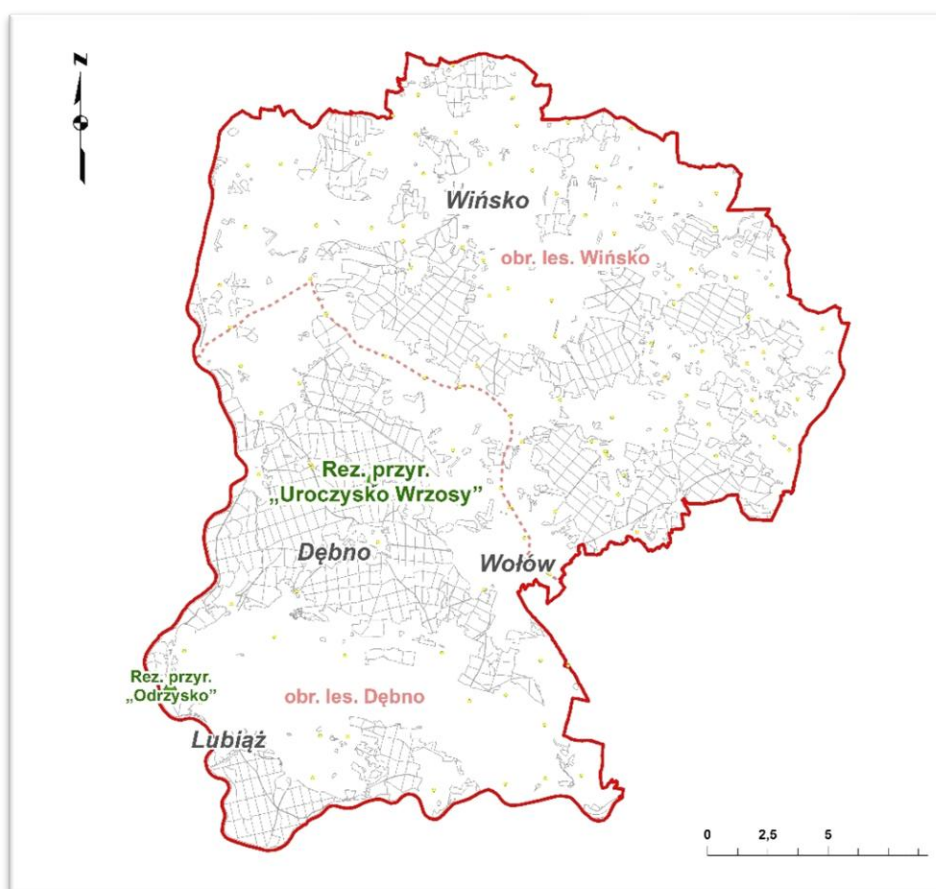 N
Wińsko
obr. les. Wińsko
Rez. przyr.
„Uroczysko Wrzosy”
Dębno
Wołów
Rez. przyr.
„Odrzysko”
obr. les. Dębno
Lubiąż
0 2,5 5